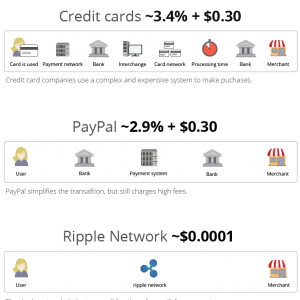 Credit cards ~3.4% + $0.30
Card is used Payment network Bank Interchange Card network Processing time Bank Merchant
Credit card companies use a complex and expensive system to make puchases.
PayPal ~2.9% + $0.30
User Bank Payment system Bank Merchant
PayPal simplifies the transaftion, but still charges high fees.
Ripple Network ~$0.0001
User ripple network Merchant